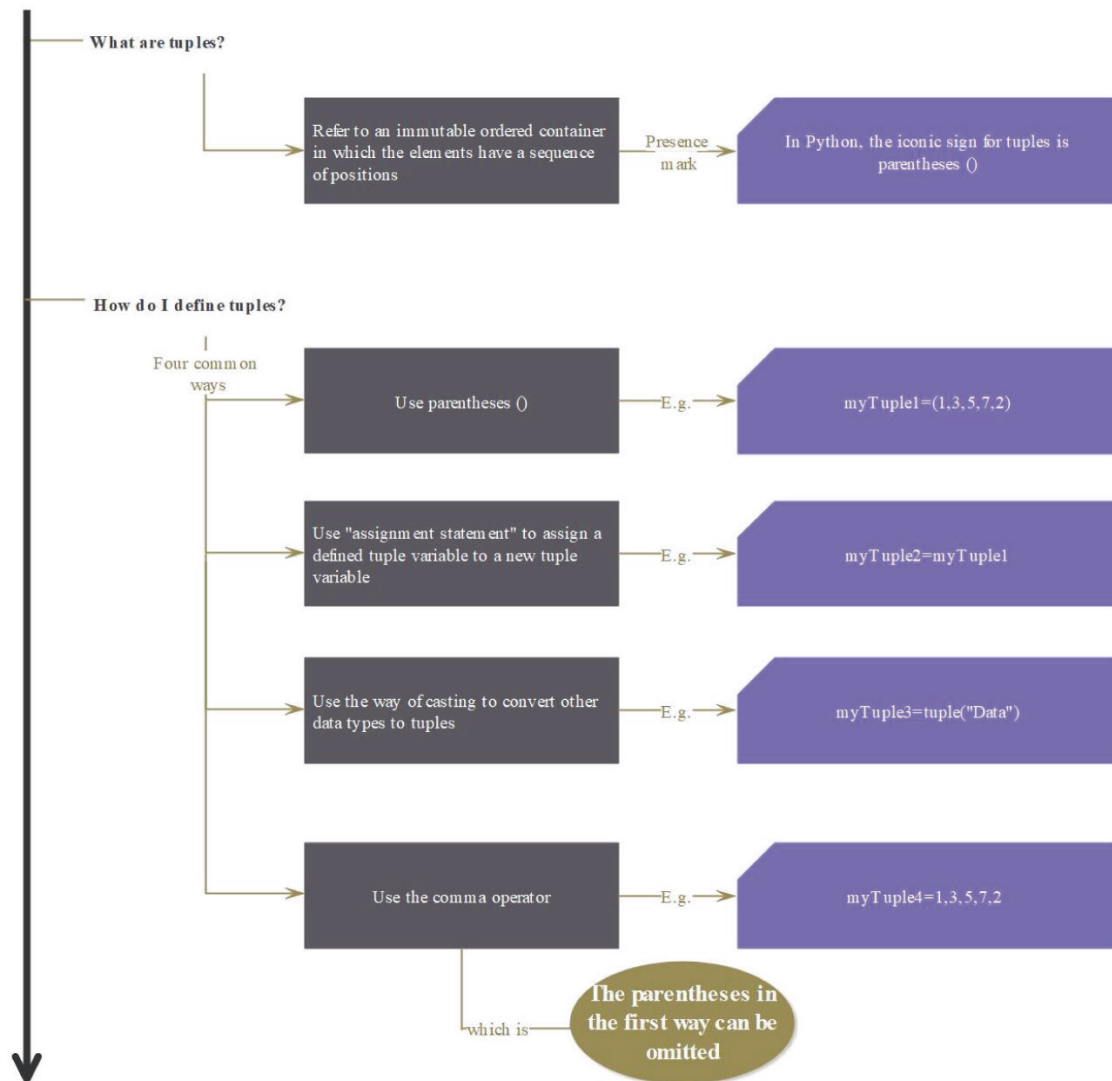 What are tuples?
Refer to an immutable ordered container
in which the elements have a sequence
of positions
Presence
mark
In Python, the iconic sign for tuples is
parentheses ()
How do I define tuples?
Four common
ways
Use parentheses ()
E.g.
myTuple1=(1,3,5,7,2)
Use "assignment statement" to assign a
defined tuple variable to a new tuple
variable
E.g.
myTuple2=myTuple1
Use the way of casting to convert other
data types to tuples
E.g.
myTuple3=tuple("Data")
Use the comma operator
E.g.
myTuple4=1,3,5,7,2
which is
The parentheses in
the first way can be
omitted